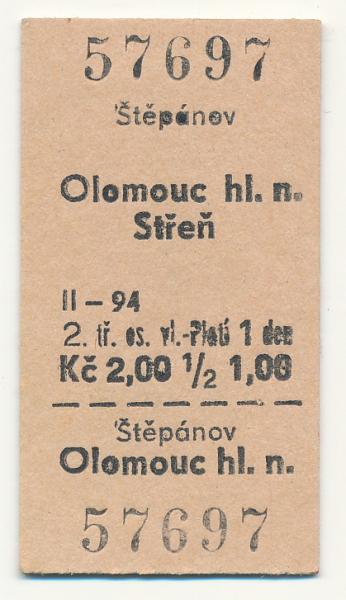 57697
Štěpánov
Olomouc hl. n.
Střeň
II – 94
2. tř. os. vl.-Platí 1 den
Kč 2,00 ½ 1,00
Štěpánov
Olomouc hl. n.
57697